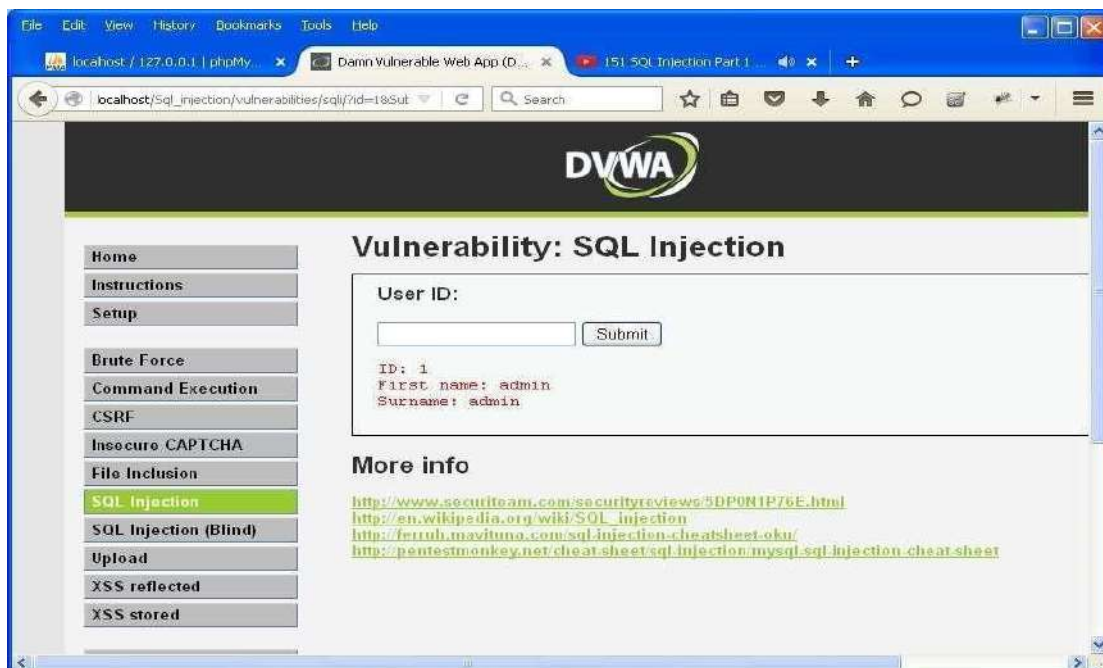 File Edit View History Bookmarks Tools Help
locahost / 127.0.0.1 | phpMy...
Damn Vulnerable Web App (D...
151 SQL Injection Part 1 ...
localhost/Sql_injection/vulnerabilities/sqli/?id=1&Sub
Search
DVWA
Home
Instructions
Setup
Brute Force
Command Execution
CSRF
Insecure CAPTCHA
File Inclusion
SQL Injection
SQL Injection (Blind)
Upload
XSS reflected
XSS stored
Vulnerability: SQL Injection
User ID:
Submit
ID: 1
First name: admin
Surname: admin
More info
http://www.securiteam.com/securityreviews/5DP0N1P76E.html
http://en.wikipedia.org/wiki/SQL_injection
http://ferruh.mavituna.com/sql-injection-cheatsheet-oku/
http://pentestmonkey.net/cheat-sheet/sql-injection/mysql-sql-injection-cheat-sheet